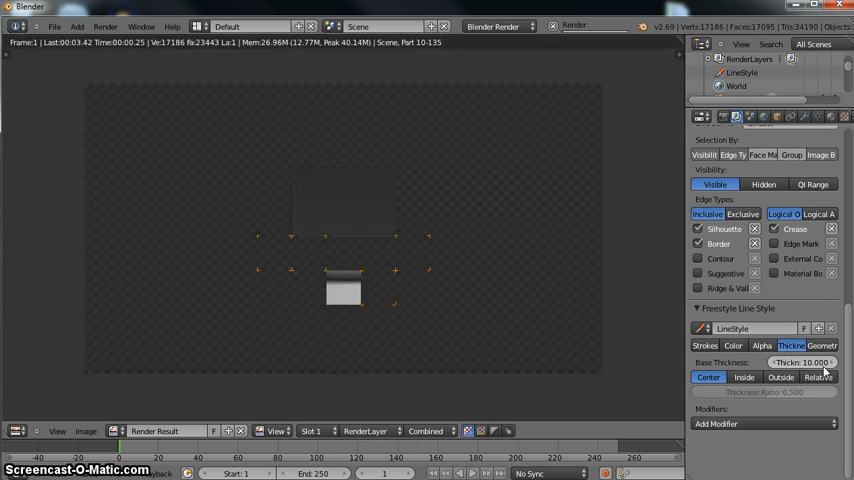 File Render Window Help Default Scene Blender Render Render v2.69 | Verts:17186 | Faces:17095 | Tris:34190
Frame:1 | Last:00:03.42 Time:00:00.25 | Ve:17186 Fa:23443 La:1 | Mem:26.96M (12.77M, Peak 40.14M) | Scene, Part 10-135
View Search All Scenes
RenderLayers
LineStyle
World
Selection By:
Visibilit Edge Ty Face Ma Group Image B
Visibility:
Visible Hidden QI Range
Edge Types:
Inclusive Exclusive Logical O Logical A
Silhouette Crease
Border Edge Mark
Contour External Co
Suggestive Material Bo
Ridge & Vall
Freestyle Line Style
LineStyle F
Strokes Color Alpha Thickne Geometr
Base Thickness: Thickn: 10.000
Center Inside Outside Relative
Thickness Ratio: 0.500
Modifiers:
Add Modifier
View Image Render Result F View Slot 1 RenderLayer Combined
-40 -20 0 20 40 60 80 100 120 140 160 180 200 220 240 260
Screencast-O-Matic.com Playback Start: 1 End: 250 1 No Sync